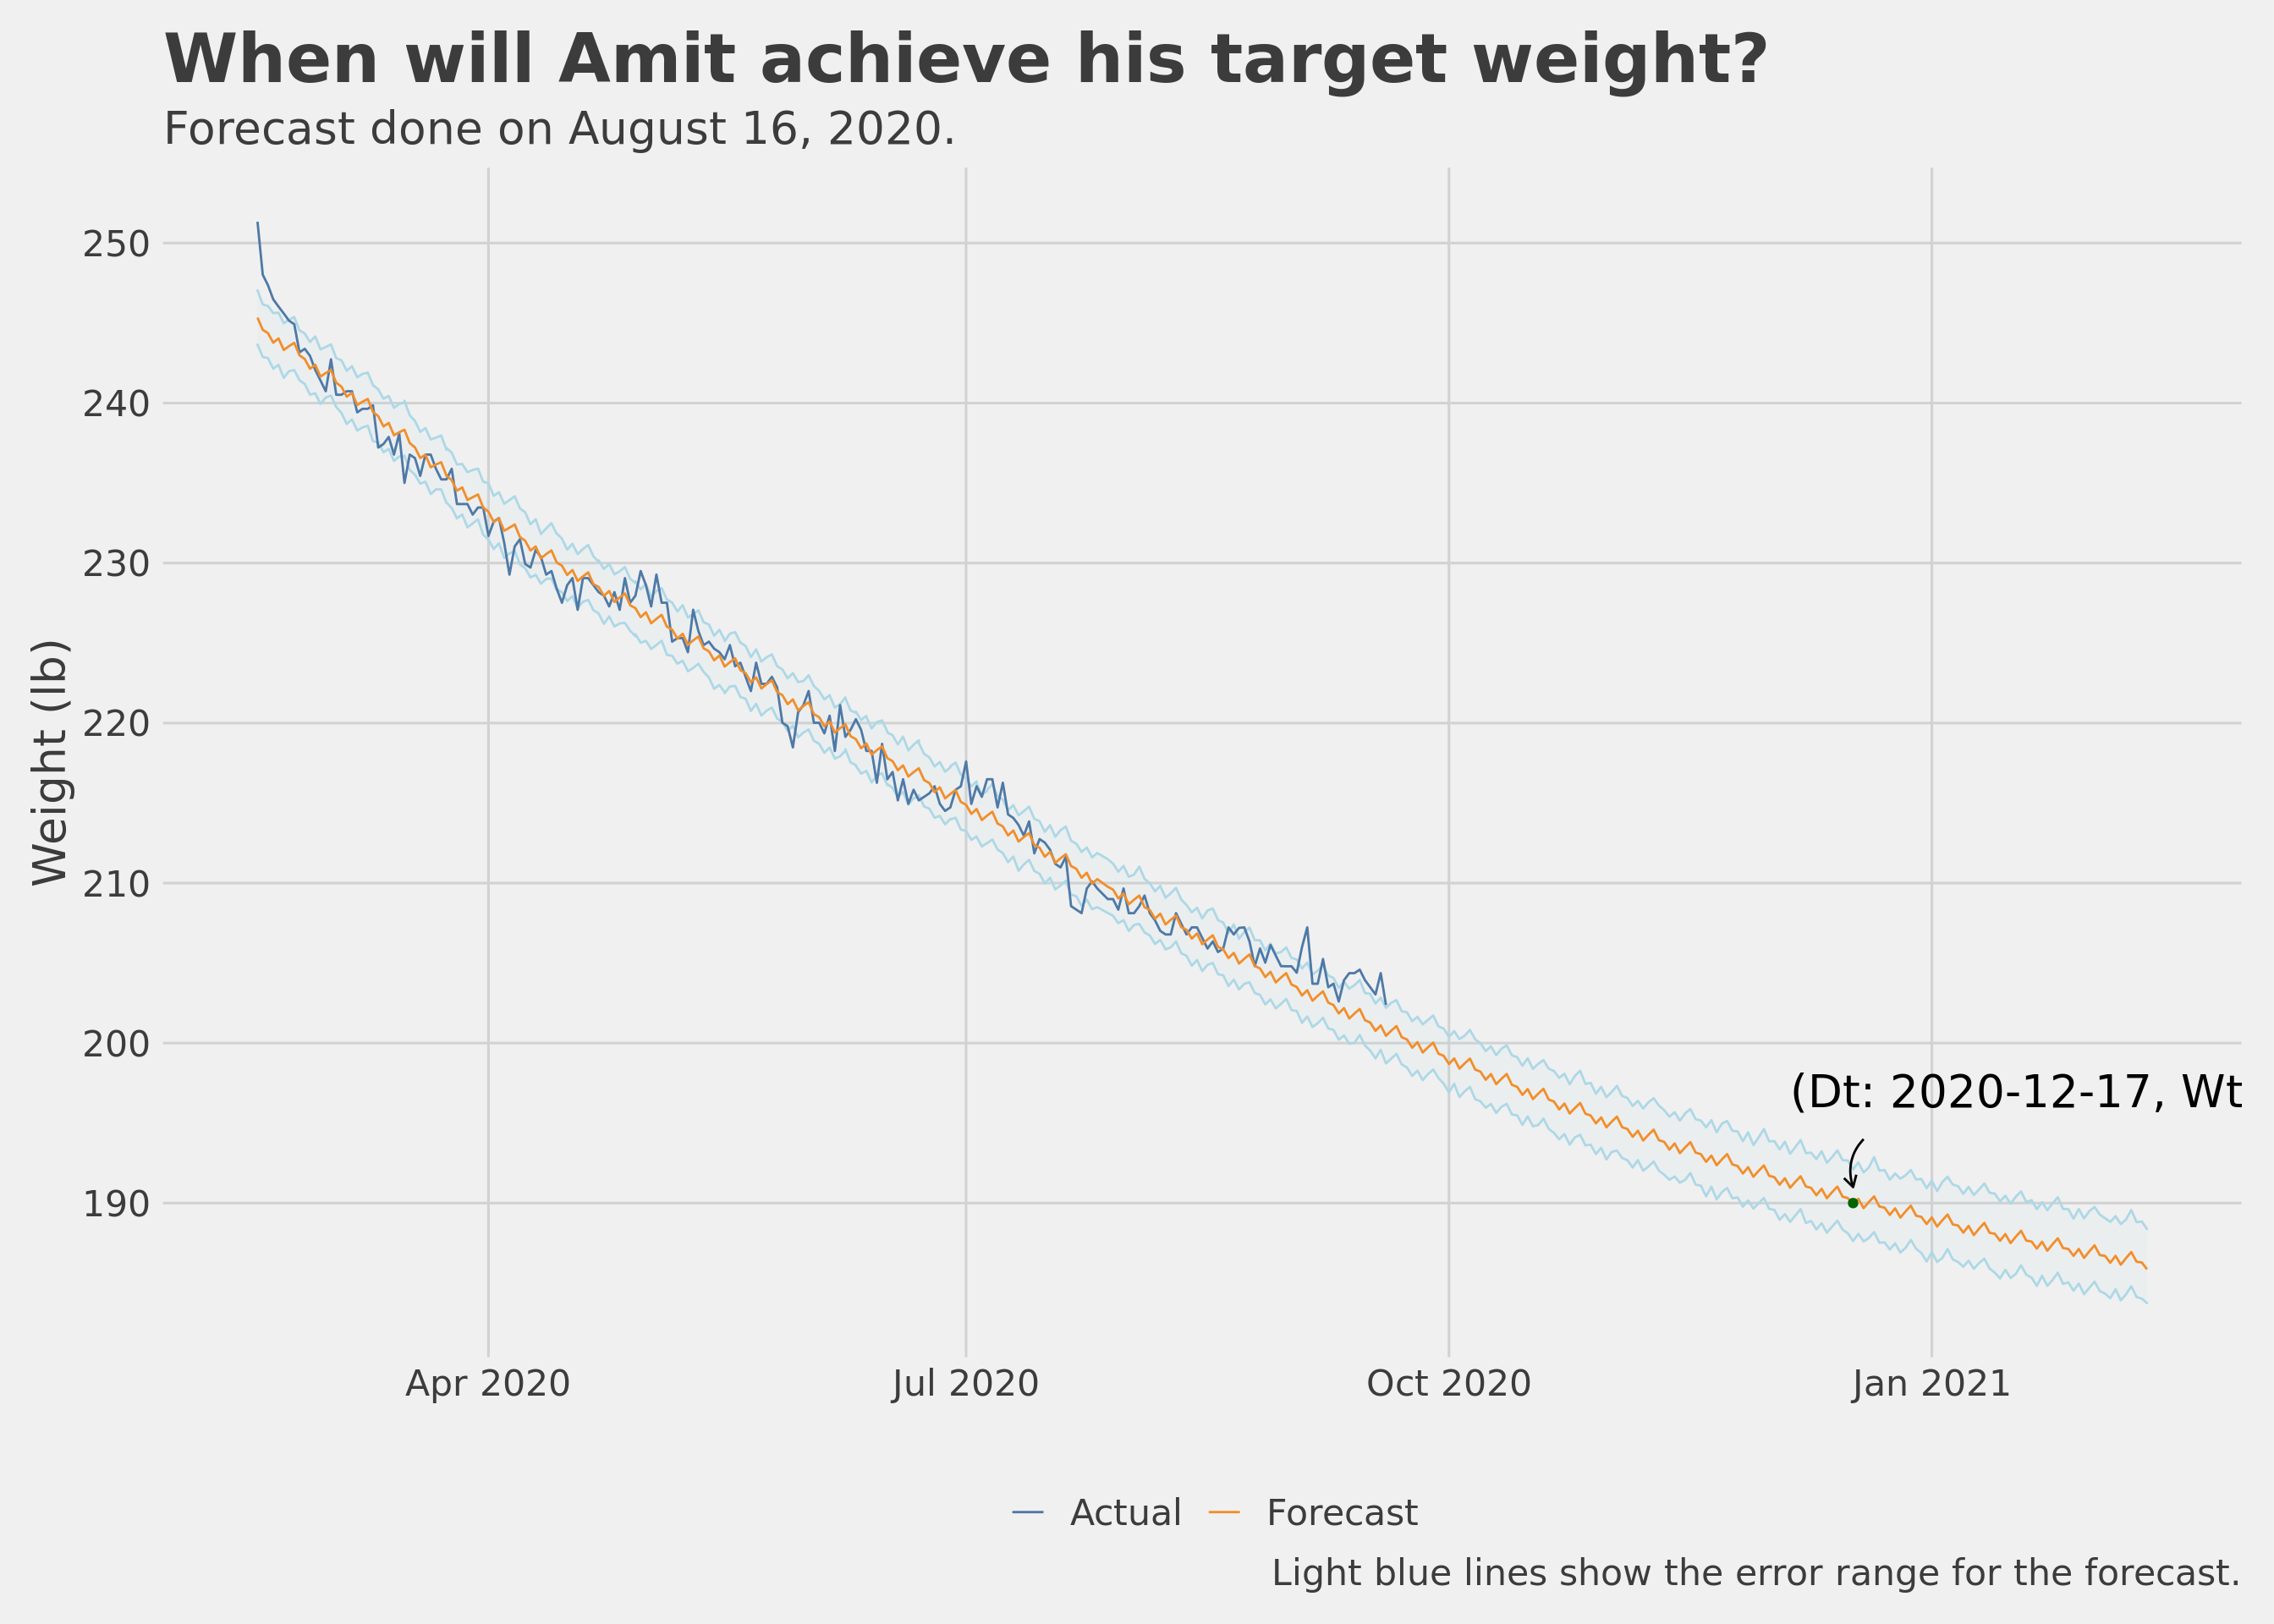 When will Amit achieve his target weight?
Forecast done on August 16, 2020.
Weight (lb)
250
240
230
220
210
200
190
(Dt: 2020-12-17, Wt
Apr 2020
Jul 2020
Oct 2020
Jan 2021
Actual
Forecast
Light blue lines show the error range for the forecast.